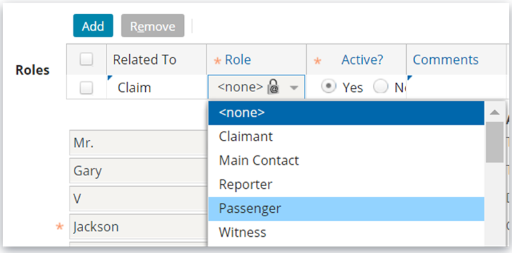 Add Remove
Related To * Role * Active? Comments
Roles
Claim <none> Yes
<none>
Claimant
Mr.
Main Contact
Gary
Reporter
V
Passenger
* Jackson
Witness